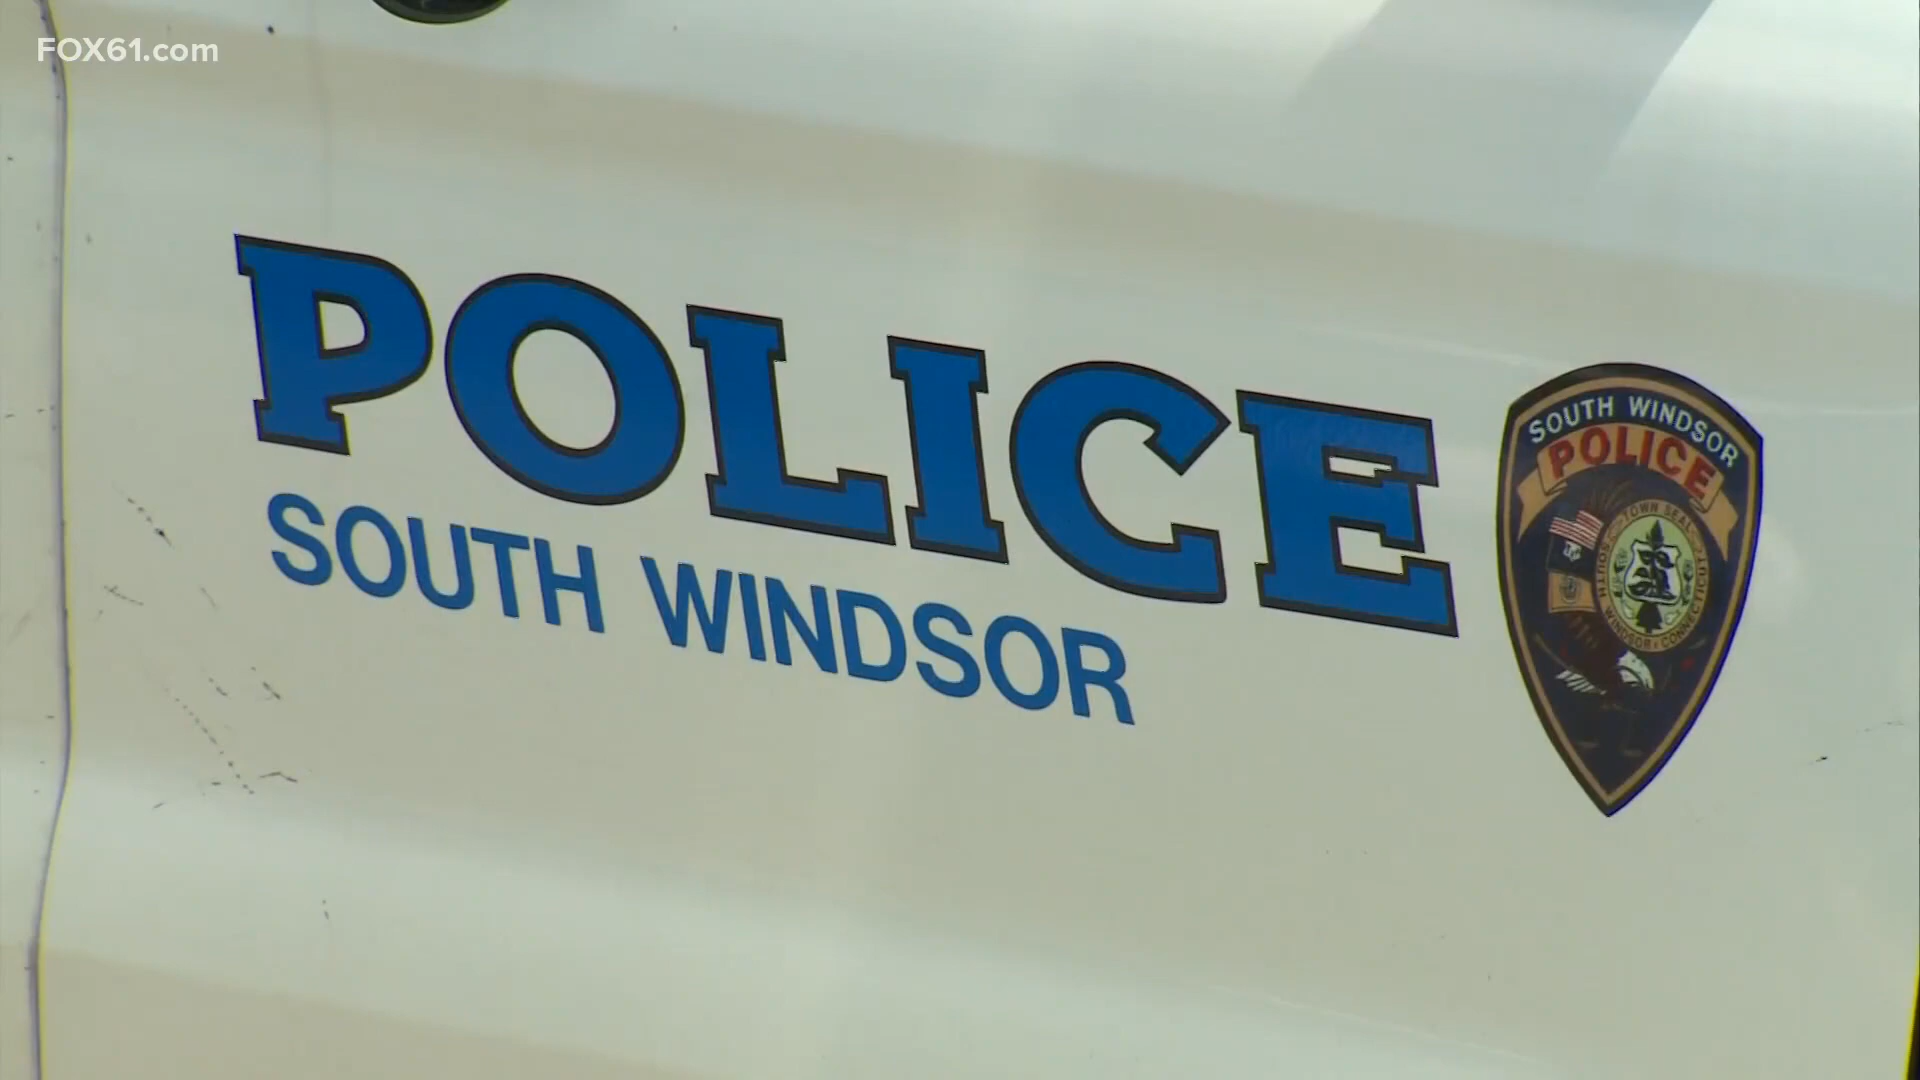 FOX61.com
POLICE
SOUTH WINDSOR
SOUTH WINDSOR
POLICE
TOWN SEAL
SOUTH WINDSOR CONNECTICUT